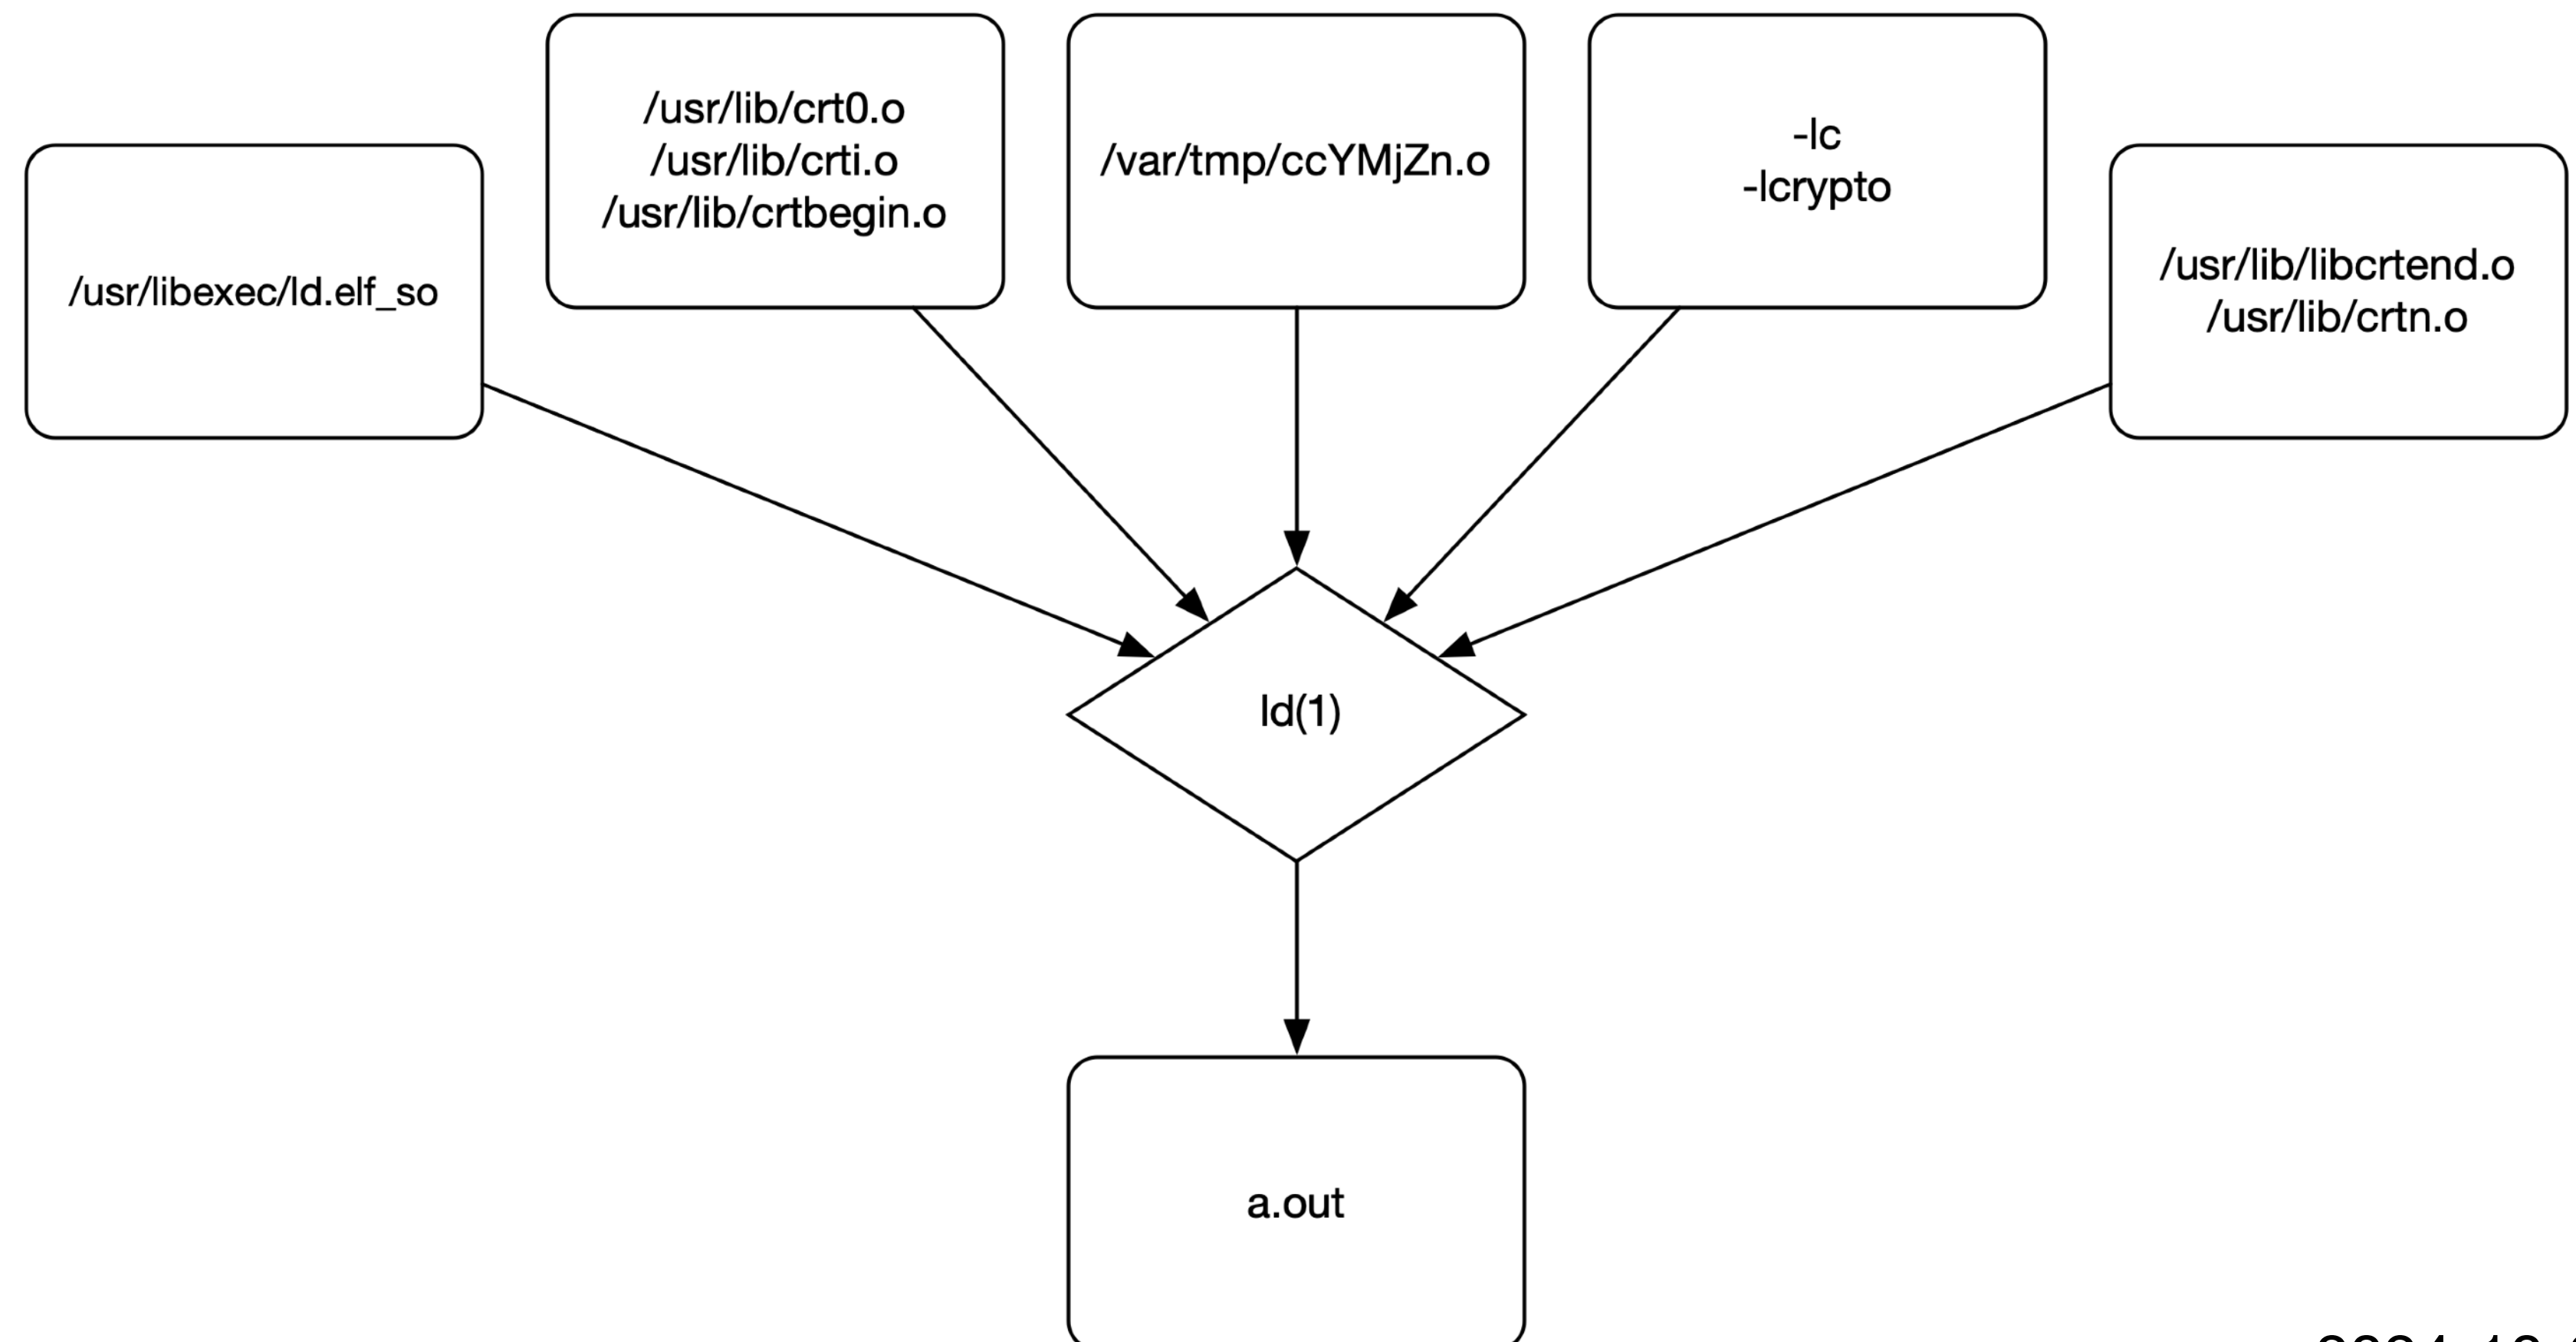 /usr/libexec/ld.elf_so
/usr/lib/crt0.o
/usr/lib/crti.o
/usr/lib/crtbegin.o
/var/tmp/ccYMjZn.o
-lc
-lcrypto
/usr/lib/libcrtend.o
/usr/lib/crtn.o
ld(1)
a.out